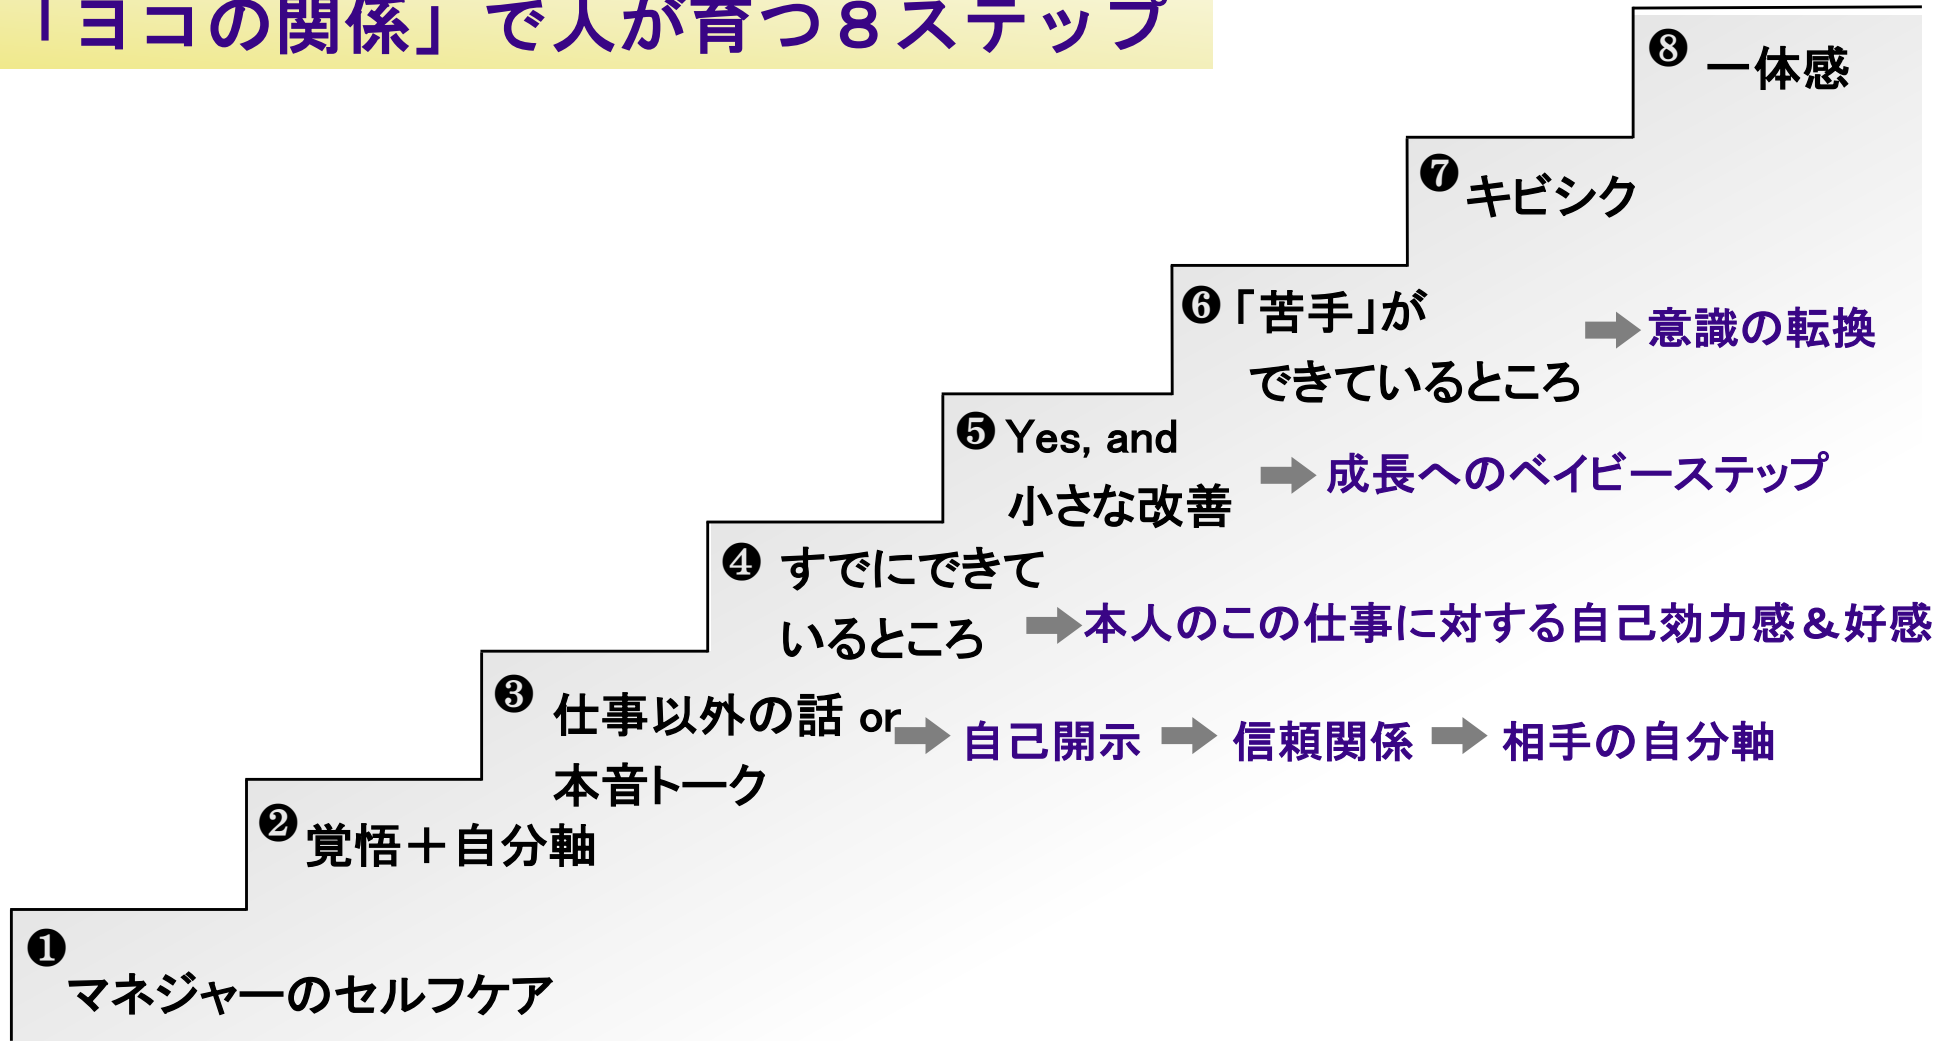 「ヨコの関係」で人が育つ８ステップ
❽ 一体感
❼ キビシク
❻ 「苦手」が
できているところ
➡ 意識の転換
❺ Yes, and
小さな改善
➡ 成長へのベイビーステップ
❹ すでにできて
いるところ
➡ 本人のこの仕事に対する自己効力感＆好感
❸ 仕事以外の話 or
本音トーク
➡ 自己開示 ➡ 信頼関係 ➡ 相手の自分軸
❷ 覚悟＋自分軸
❶
マネジャーのセルフケア